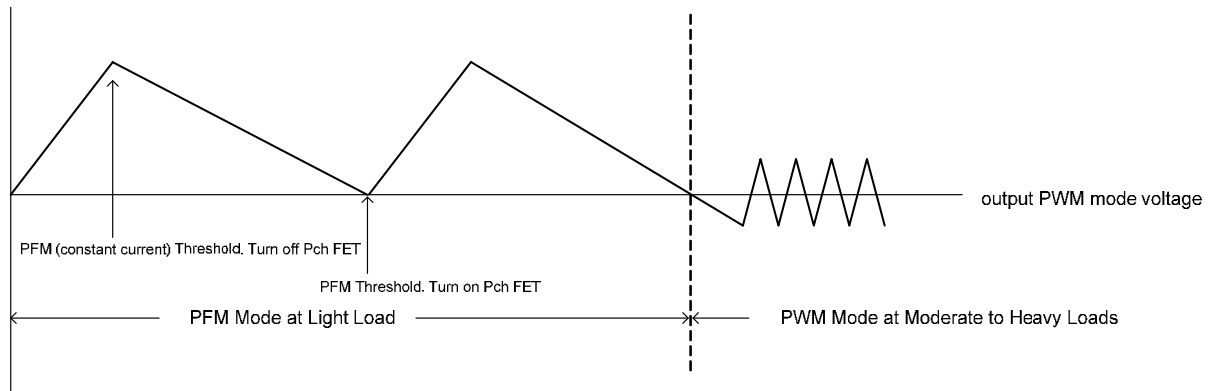 output PWM mode voltage
PFM (constant current) Threshold. Turn off Pch FET
PFM Threshold. Turn on Pch FET
PFM Mode at Light Load
PWM Mode at Moderate to Heavy Loads